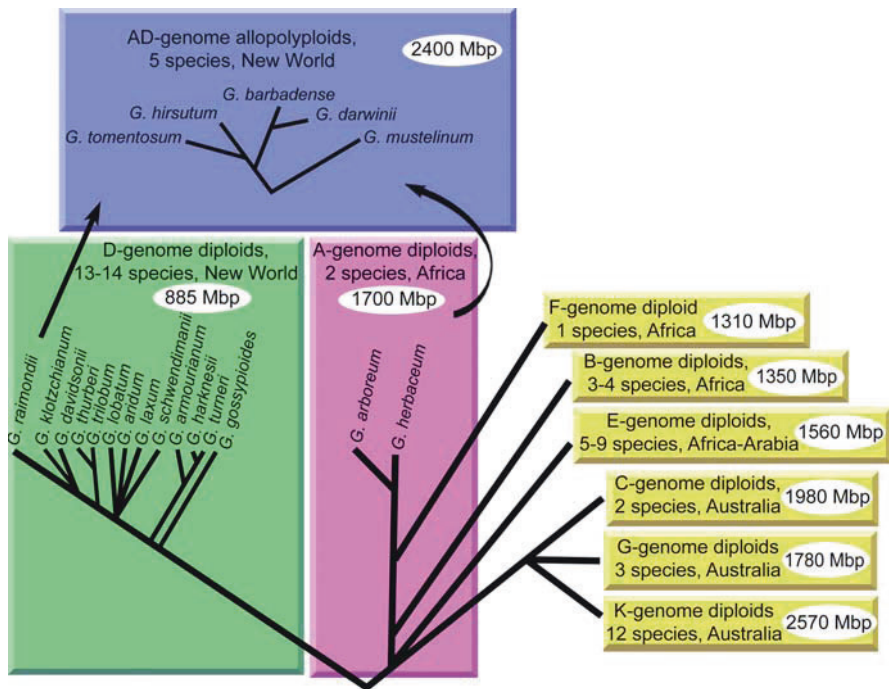 AD-genome allopolyploids,
5 species, New World
2400 Mbp
G. barbadense
G. hirsutum
G. darwinii
G. tomentosum
G. mustelinum
D-genome diploids,
13-14 species, New World
885 Mbp
G. raimondii
G. klotzchianum
G. davidsonii
G. thurberi
G. trilobum
G. lobatum
G. aridum
G. laxum
G. schwendimanii
G. armourianum
G. harknesii
G. turneri
G. gossypioides
A-genome diploids,
2 species, Africa
1700 Mbp
G. arboreum
G. herbaceum
F-genome diploid
1 species, Africa
1310 Mbp
B-genome diploids,
3-4 species, Africa
1350 Mbp
E-genome diploids,
5-9 species, Africa-Arabia
1560 Mbp
C-genome diploids,
2 species, Australia
1980 Mbp
G-genome diploids
3 species, Australia
1780 Mbp
K-genome diploids
12 species, Australia
2570 Mbp